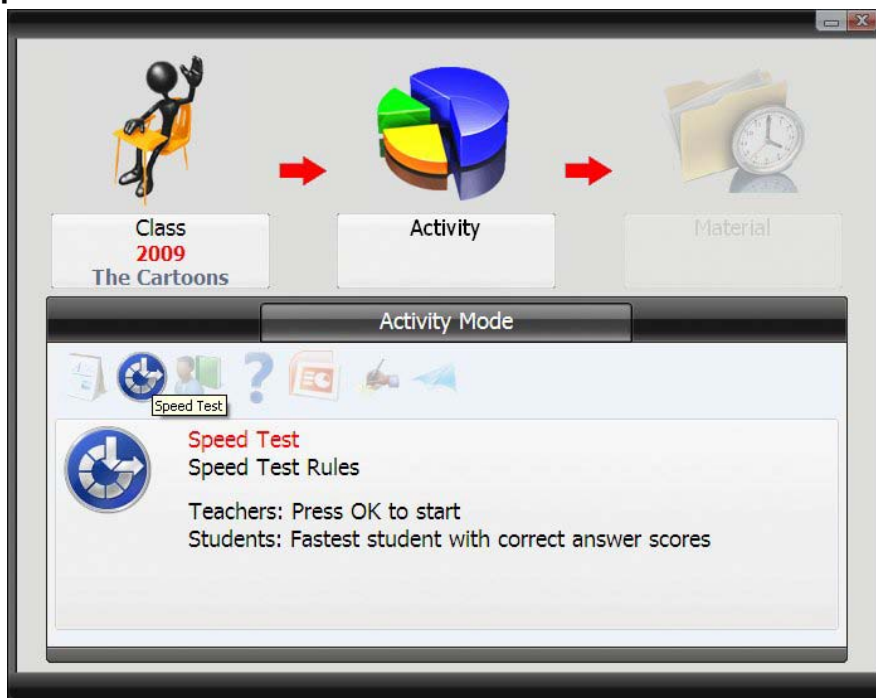 Class
2009
The Cartoons
Activity
Material
Activity Mode
Speed Test
Speed Test
Speed Test Rules
Teachers: Press OK to start
Students: Fastest student with correct answer scores